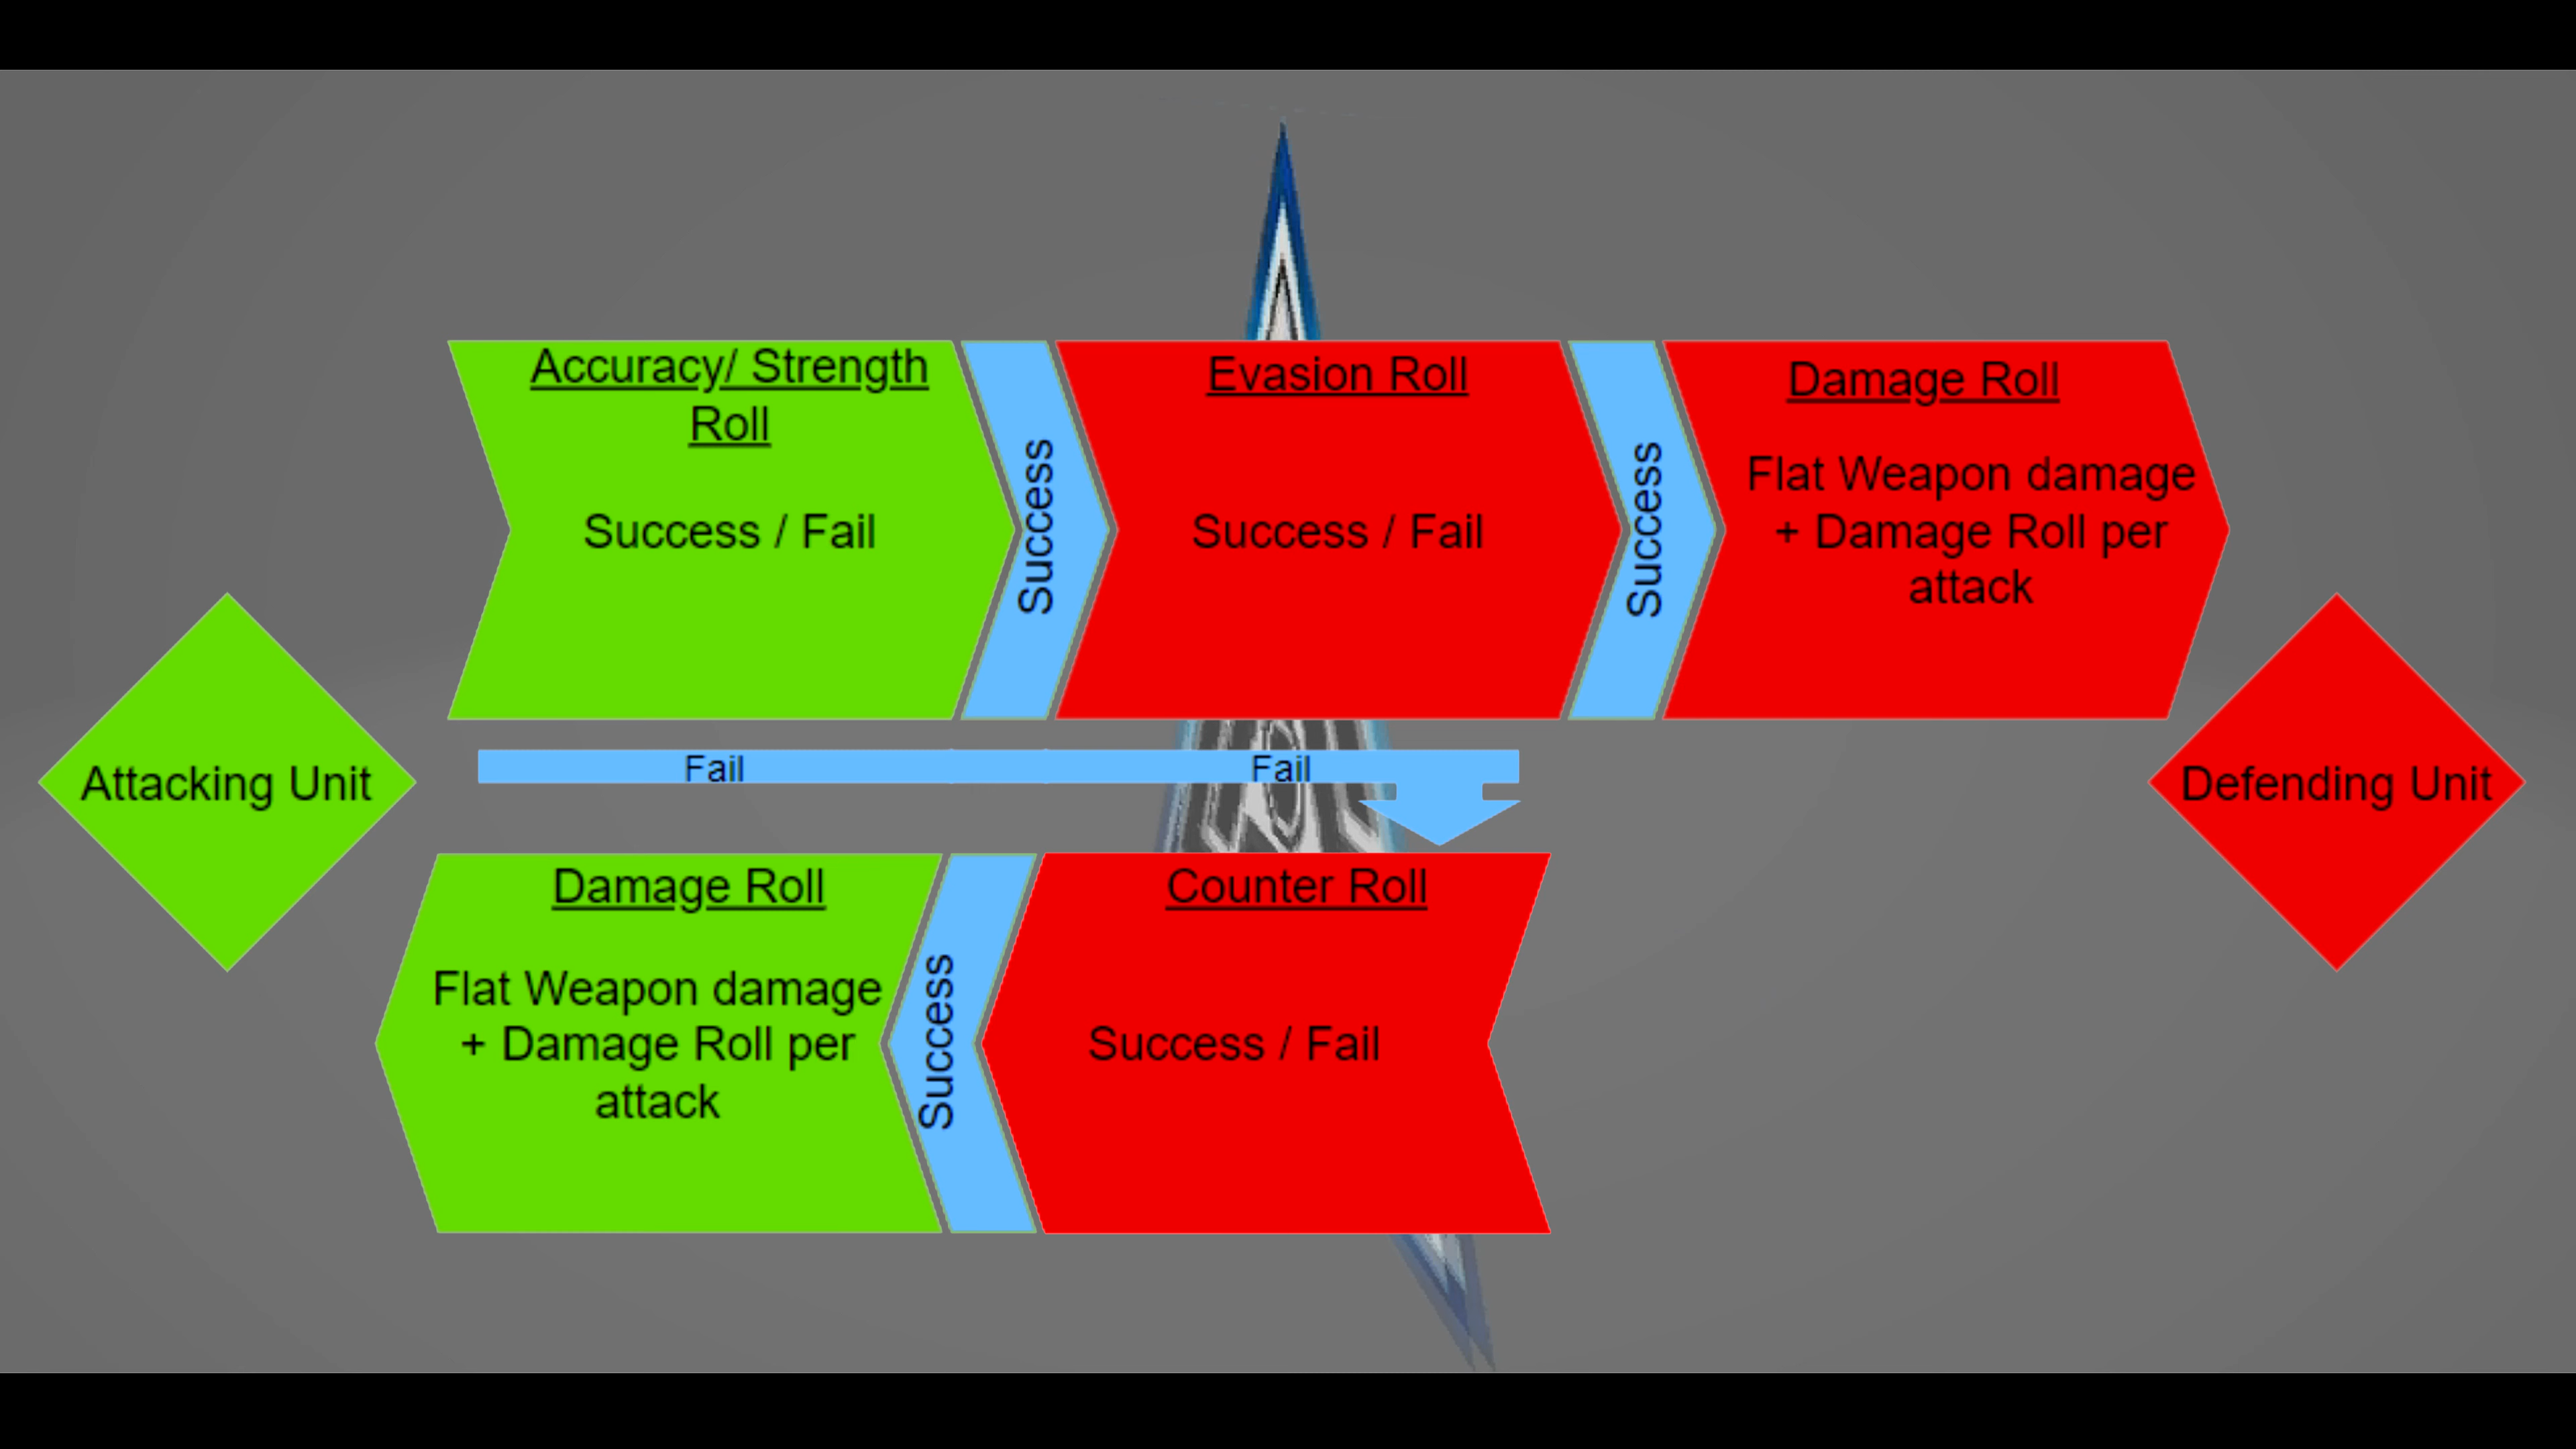 Accuracy/ Strength
Roll
Success / Fail
Success
Evasion Roll
Success / Fail
Success
Damage Roll
Flat Weapon damage
+ Damage Roll per
attack
Attacking Unit
Fail
Fail
Defending Unit
Damage Roll
Flat Weapon damage
+ Damage Roll per
attack
Success
Counter Roll
Success / Fail